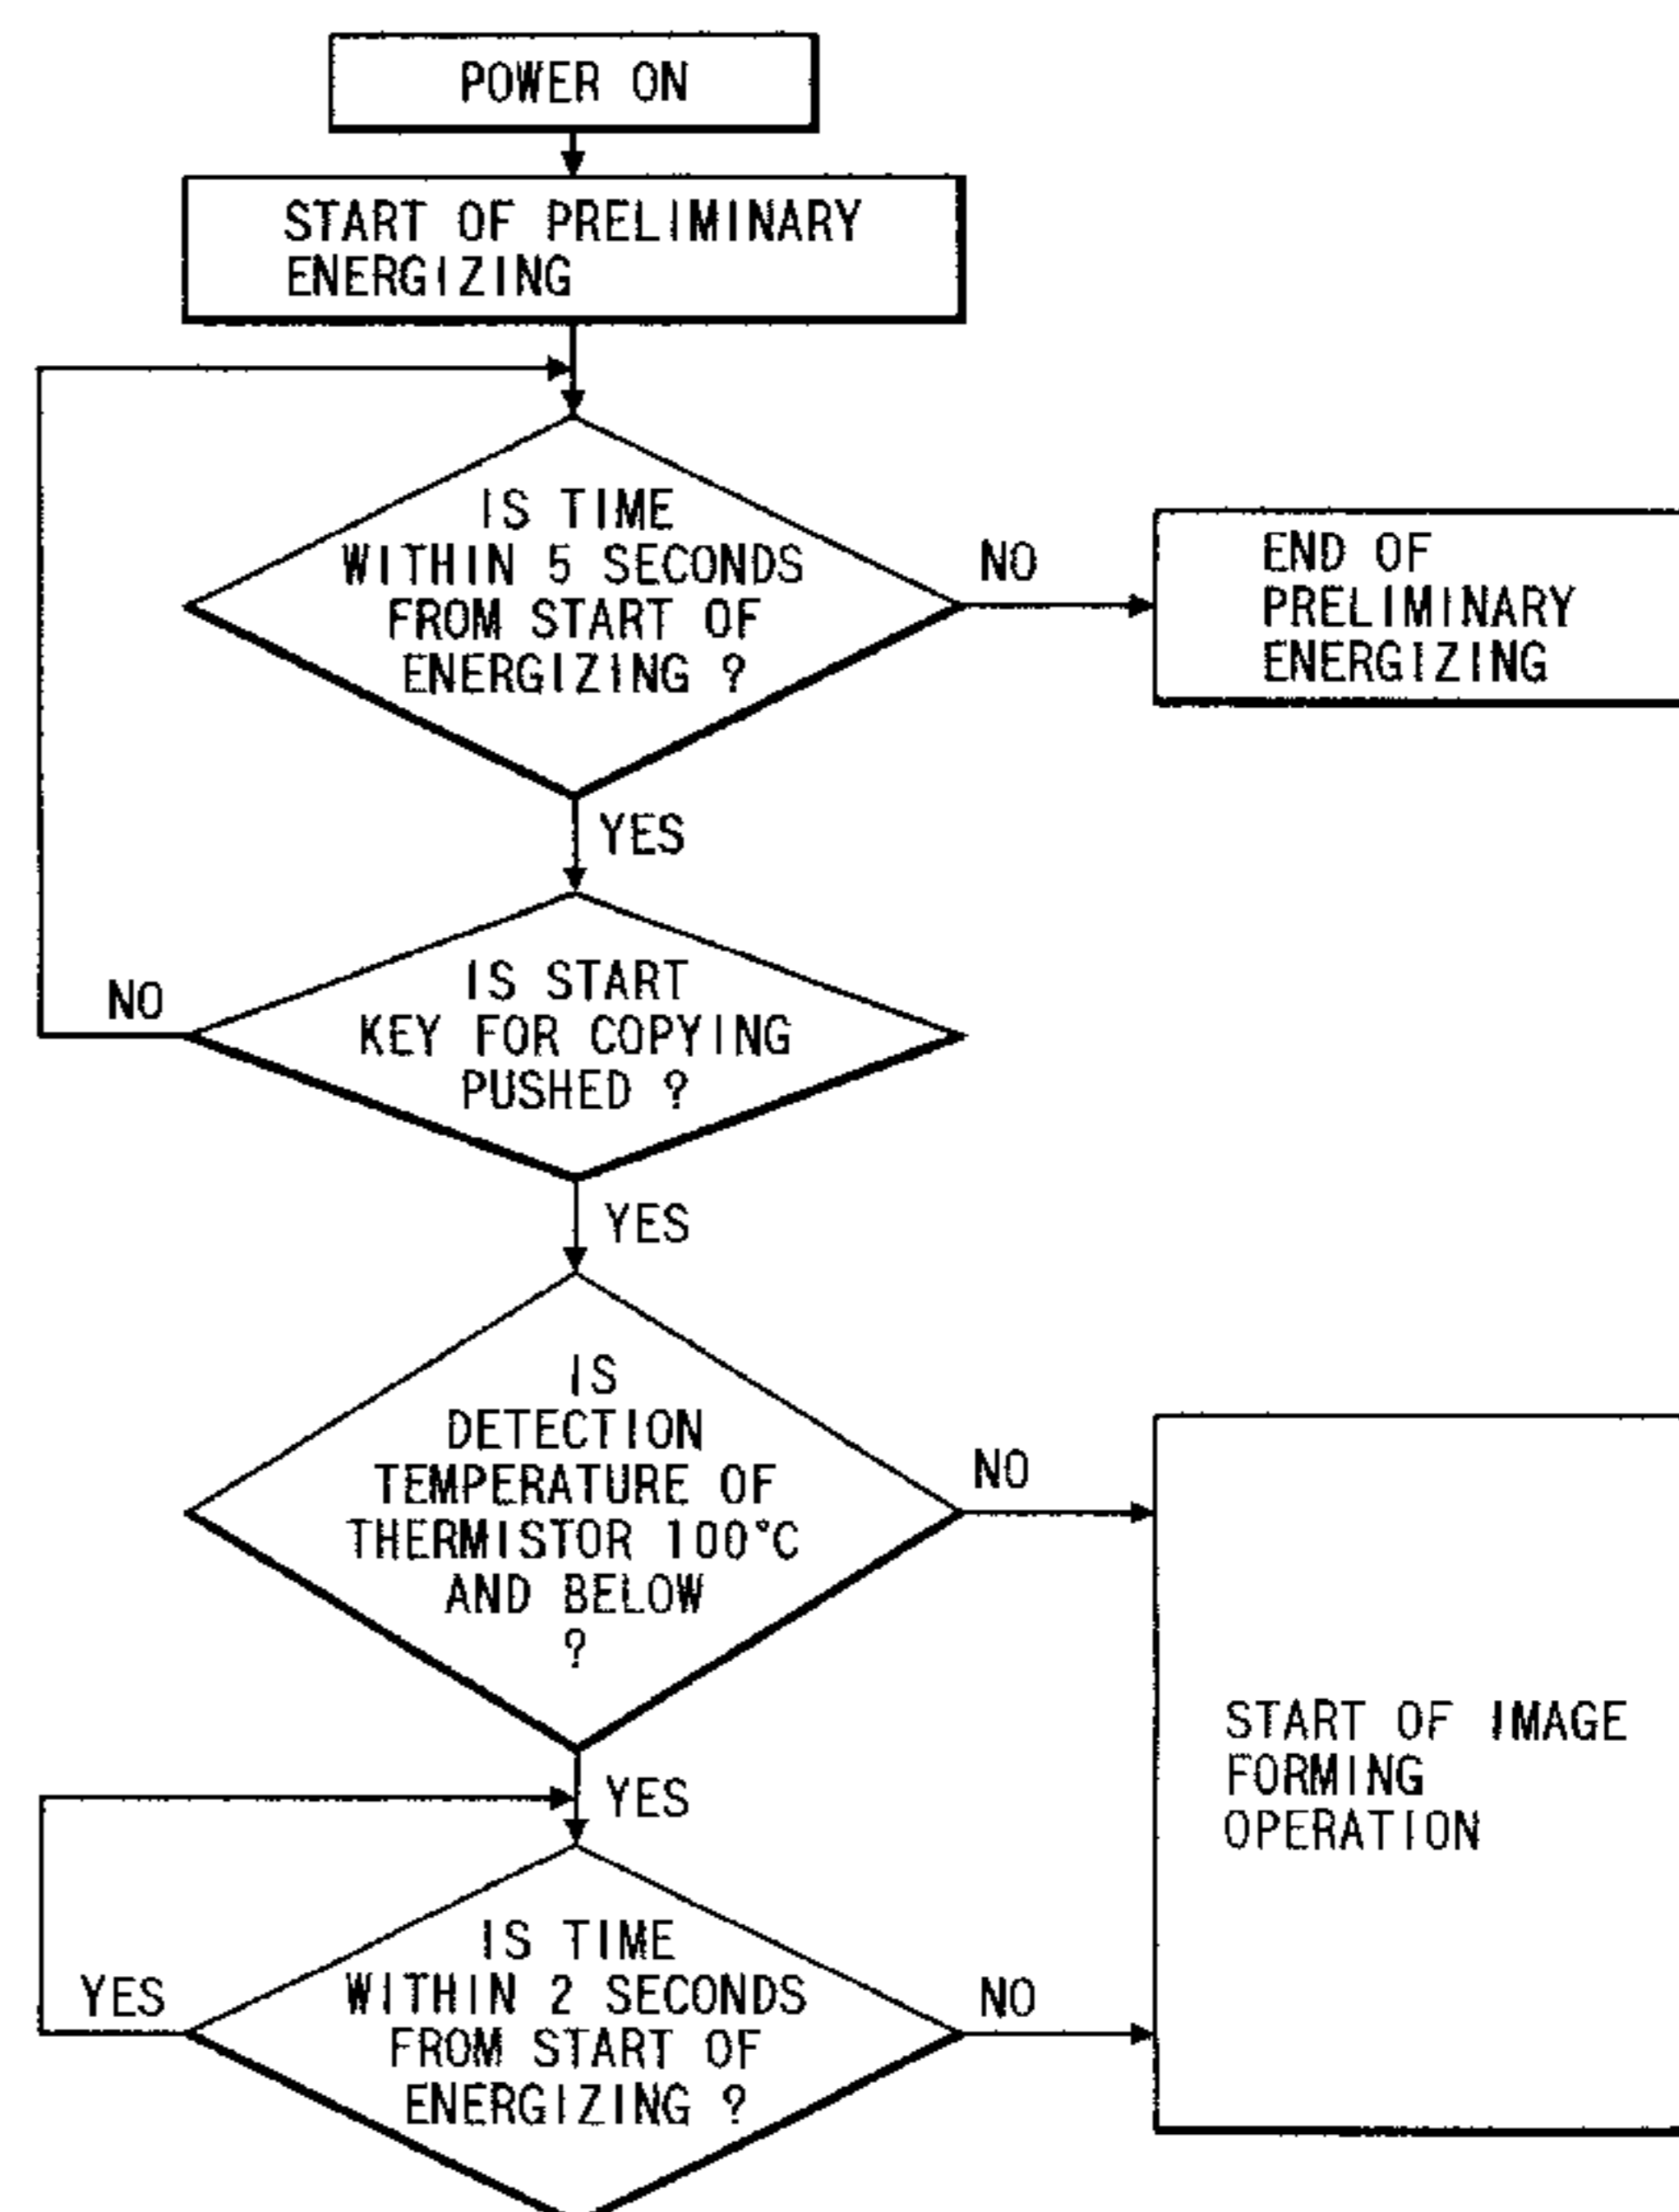 POWER ON
START OF PRELIMINARY
ENERGIZING
IS TIME
WITHIN 5 SECONDS
FROM START OF
ENERGIZING ?
NO
END OF
PRELIMINARY
ENERGIZING
YES
IS START
KEY FOR COPYING
PUSHED ?
NO
YES
IS
DETECTION
TEMPERATURE OF
THERMISTOR 100°C
AND BELOW
?
NO
YES
START OF IMAGE
FORMING
OPERATION
IS TIME
WITHIN 2 SECONDS
FROM START OF
ENERGIZING ?
YES
NO